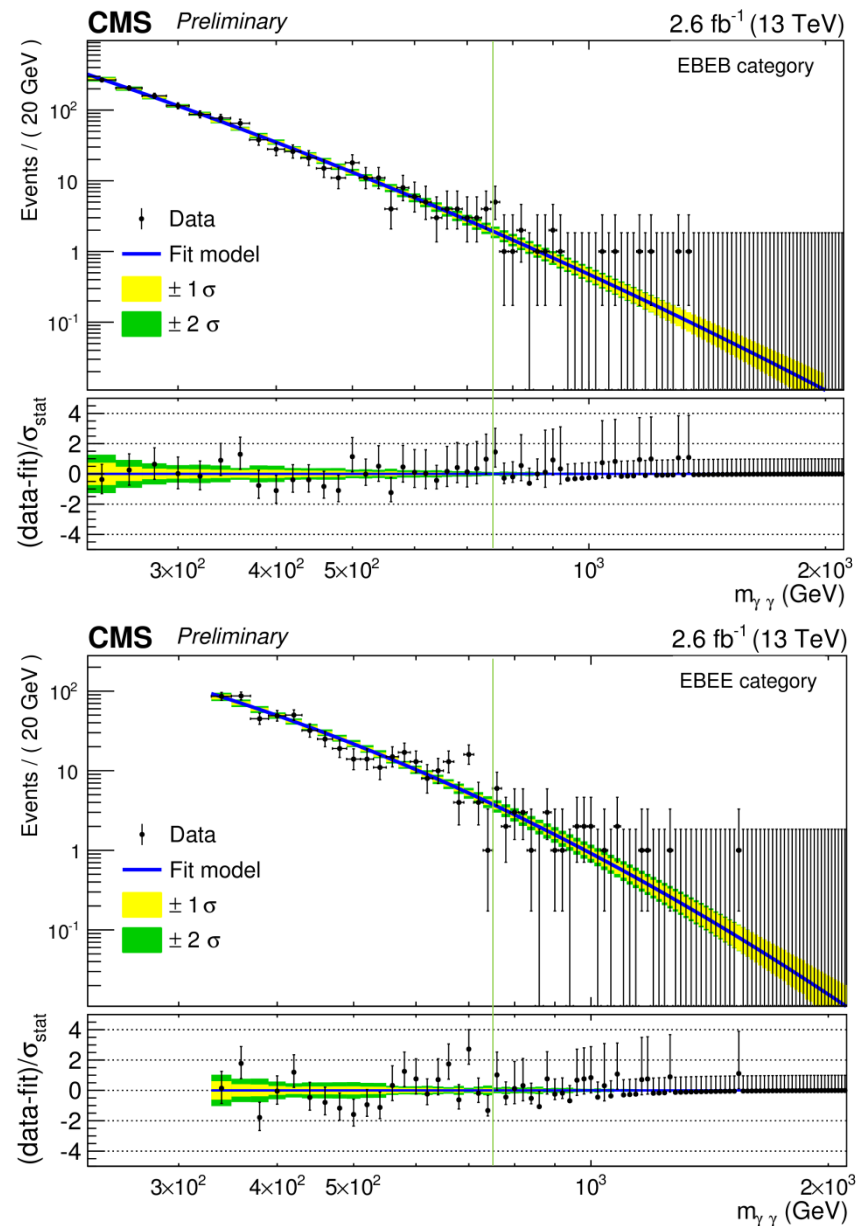 CMS Preliminary 2.6 fb⁻¹ (13 TeV)
EBEB category
Events / ( 20 GeV )
10²
10
1
10⁻¹
Data
Fit model
± 1 σ
± 2 σ
(data-fit)/σstat
4
2
0
-2
-4
3×10² 4×10² 5×10² 10³ 2×10³
mγγ (GeV)
CMS Preliminary 2.6 fb⁻¹ (13 TeV)
EBEE category
Events / ( 20 GeV )
10²
10
1
10⁻¹
Data
Fit model
± 1 σ
± 2 σ
(data-fit)/σstat
4
2
0
-2
-4
3×10² 4×10² 5×10² 10³ 2×10³
mγγ (GeV)